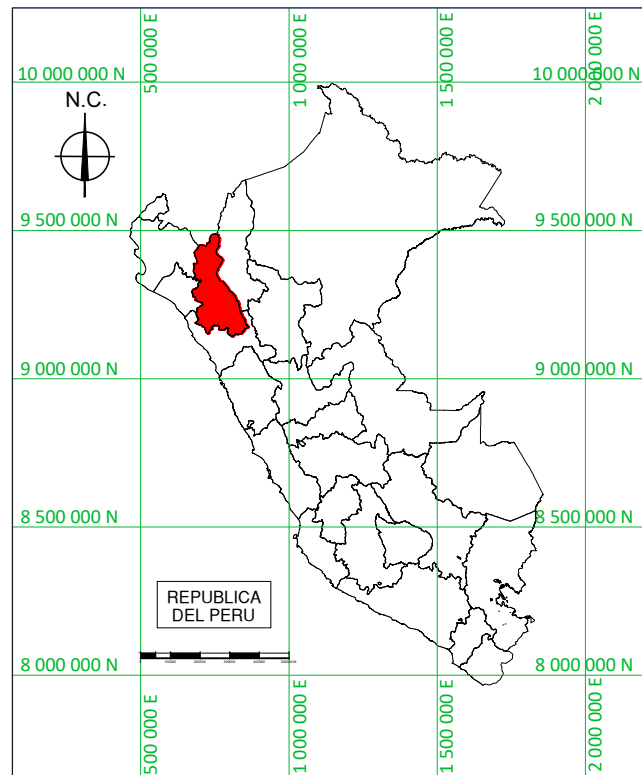 500 000 E
1 000 000 E
1 500 000 E
2 000 000 E
10 000 000 N
10 000 000 N
N.C.
9 500 000 N
9 500 000 N
9 000 000 N
9 000 000 N
8 500 000 N
8 500 000 N
REPUBLICA
DEL PERU
8 000 000 N
8 000 000 N
500 000 E
1 000 000 E
1 500 000 E
2 000 000 E